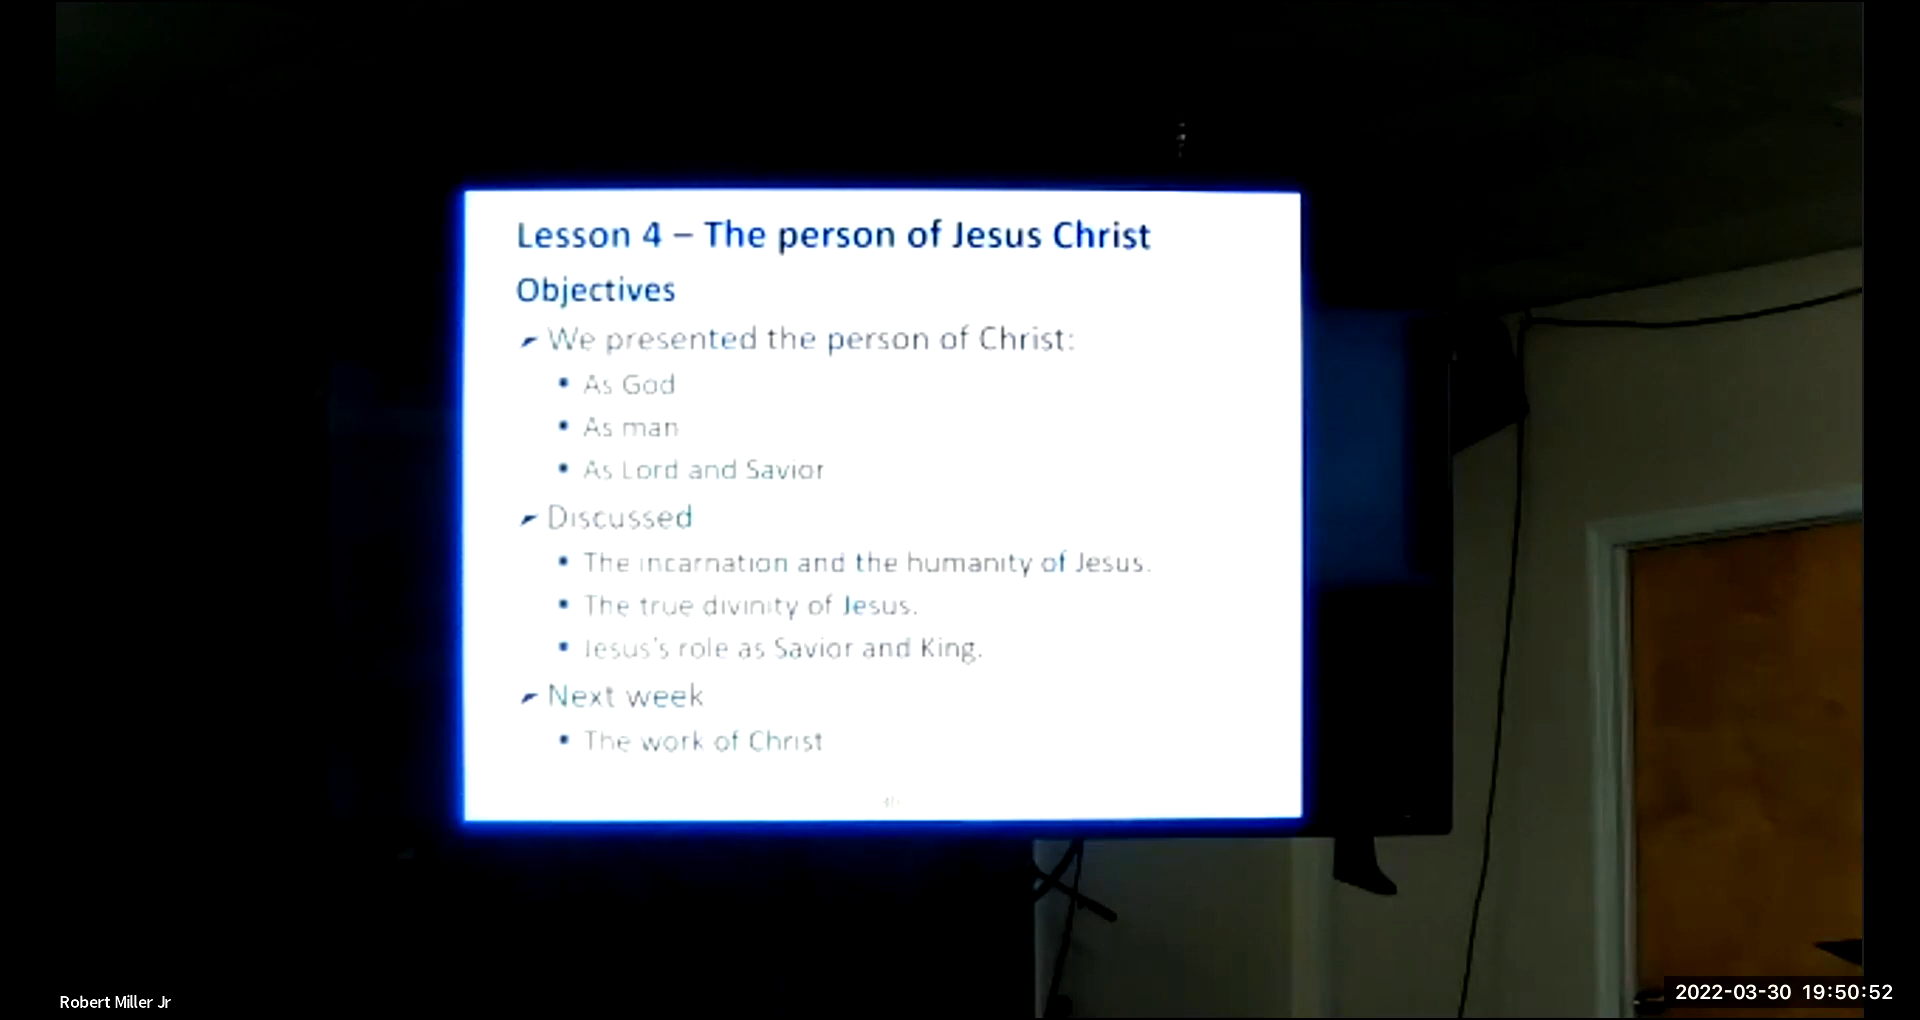 Lesson 4 – The person of Jesus Christ
Objectives
We presented the person of Christ:
• As God
• As man
• As Lord and Savior
Discussed
• The incarnation and the humanity of Jesus.
• The true divinity of Jesus.
• Jesus's role as Savior and King.
Next week
• The work of Christ
Robert Miller Jr
2022-03-30 19:50:52